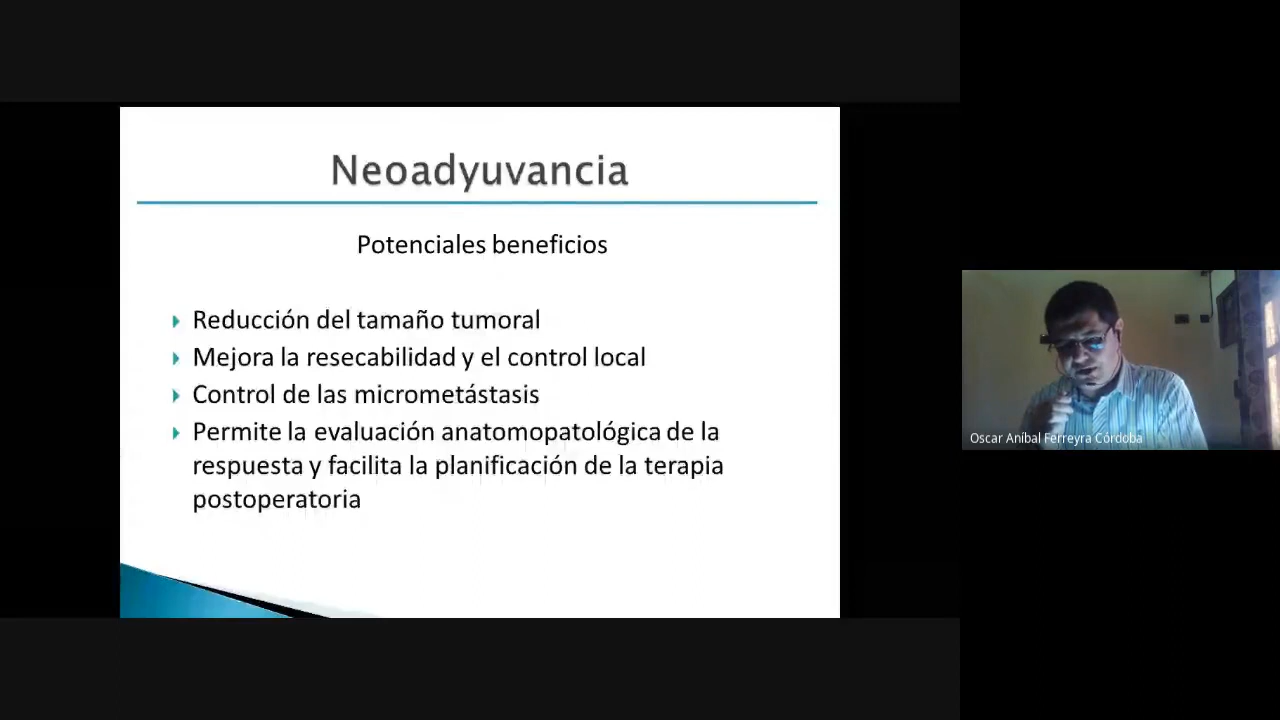 Neoadyuvancia
Potenciales beneficios
Reducción del tamaño tumoral
Mejora la resecabilidad y el control local
Control de las micrometástasis
Permite la evaluación anatomopatológica de la
respuesta y facilita la planificación de la terapia
postoperatoria
Oscar Aníbal Ferreyra Córdoba